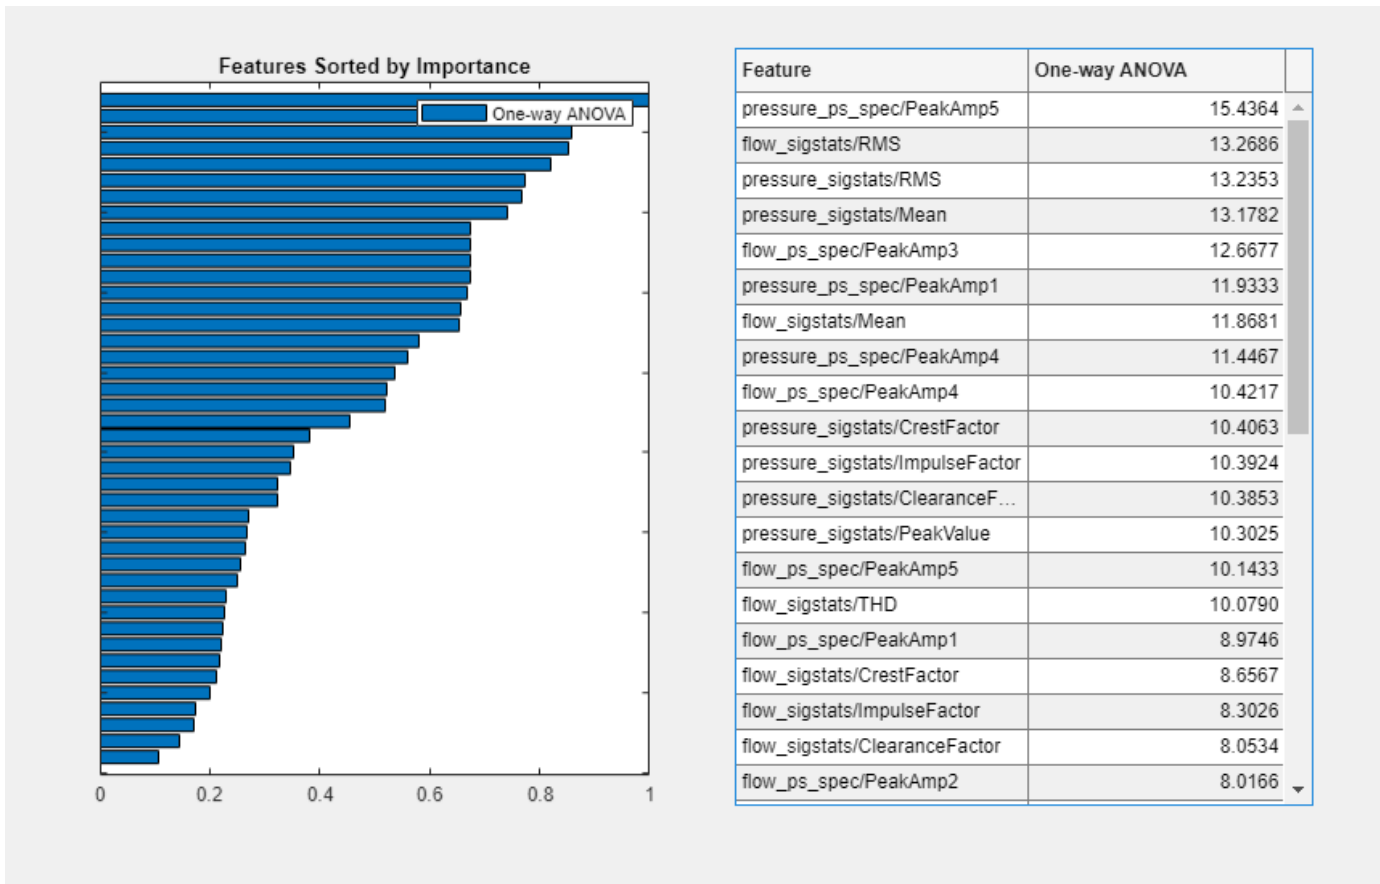 Features Sorted by Importance
One-way ANOVA
0 0.2 0.4 0.6 0.8 1
Feature One-way ANOVA
pressure_ps_spec/PeakAmp5 15.4364
flow_sigstats/RMS 13.2686
pressure_sigstats/RMS 13.2353
pressure_sigstats/Mean 13.1782
flow_ps_spec/PeakAmp3 12.6677
pressure_ps_spec/PeakAmp1 11.9333
flow_sigstats/Mean 11.8681
pressure_ps_spec/PeakAmp4 11.4467
flow_ps_spec/PeakAmp4 10.4217
pressure_sigstats/CrestFactor 10.4063
pressure_sigstats/ImpulseFactor 10.3924
pressure_sigstats/ClearanceF... 10.3853
pressure_sigstats/PeakValue 10.3025
flow_ps_spec/PeakAmp5 10.1433
flow_sigstats/THD 10.0790
flow_ps_spec/PeakAmp1 8.9746
flow_sigstats/CrestFactor 8.6567
flow_sigstats/ImpulseFactor 8.3026
flow_sigstats/ClearanceFactor 8.0534
flow_ps_spec/PeakAmp2 8.0166